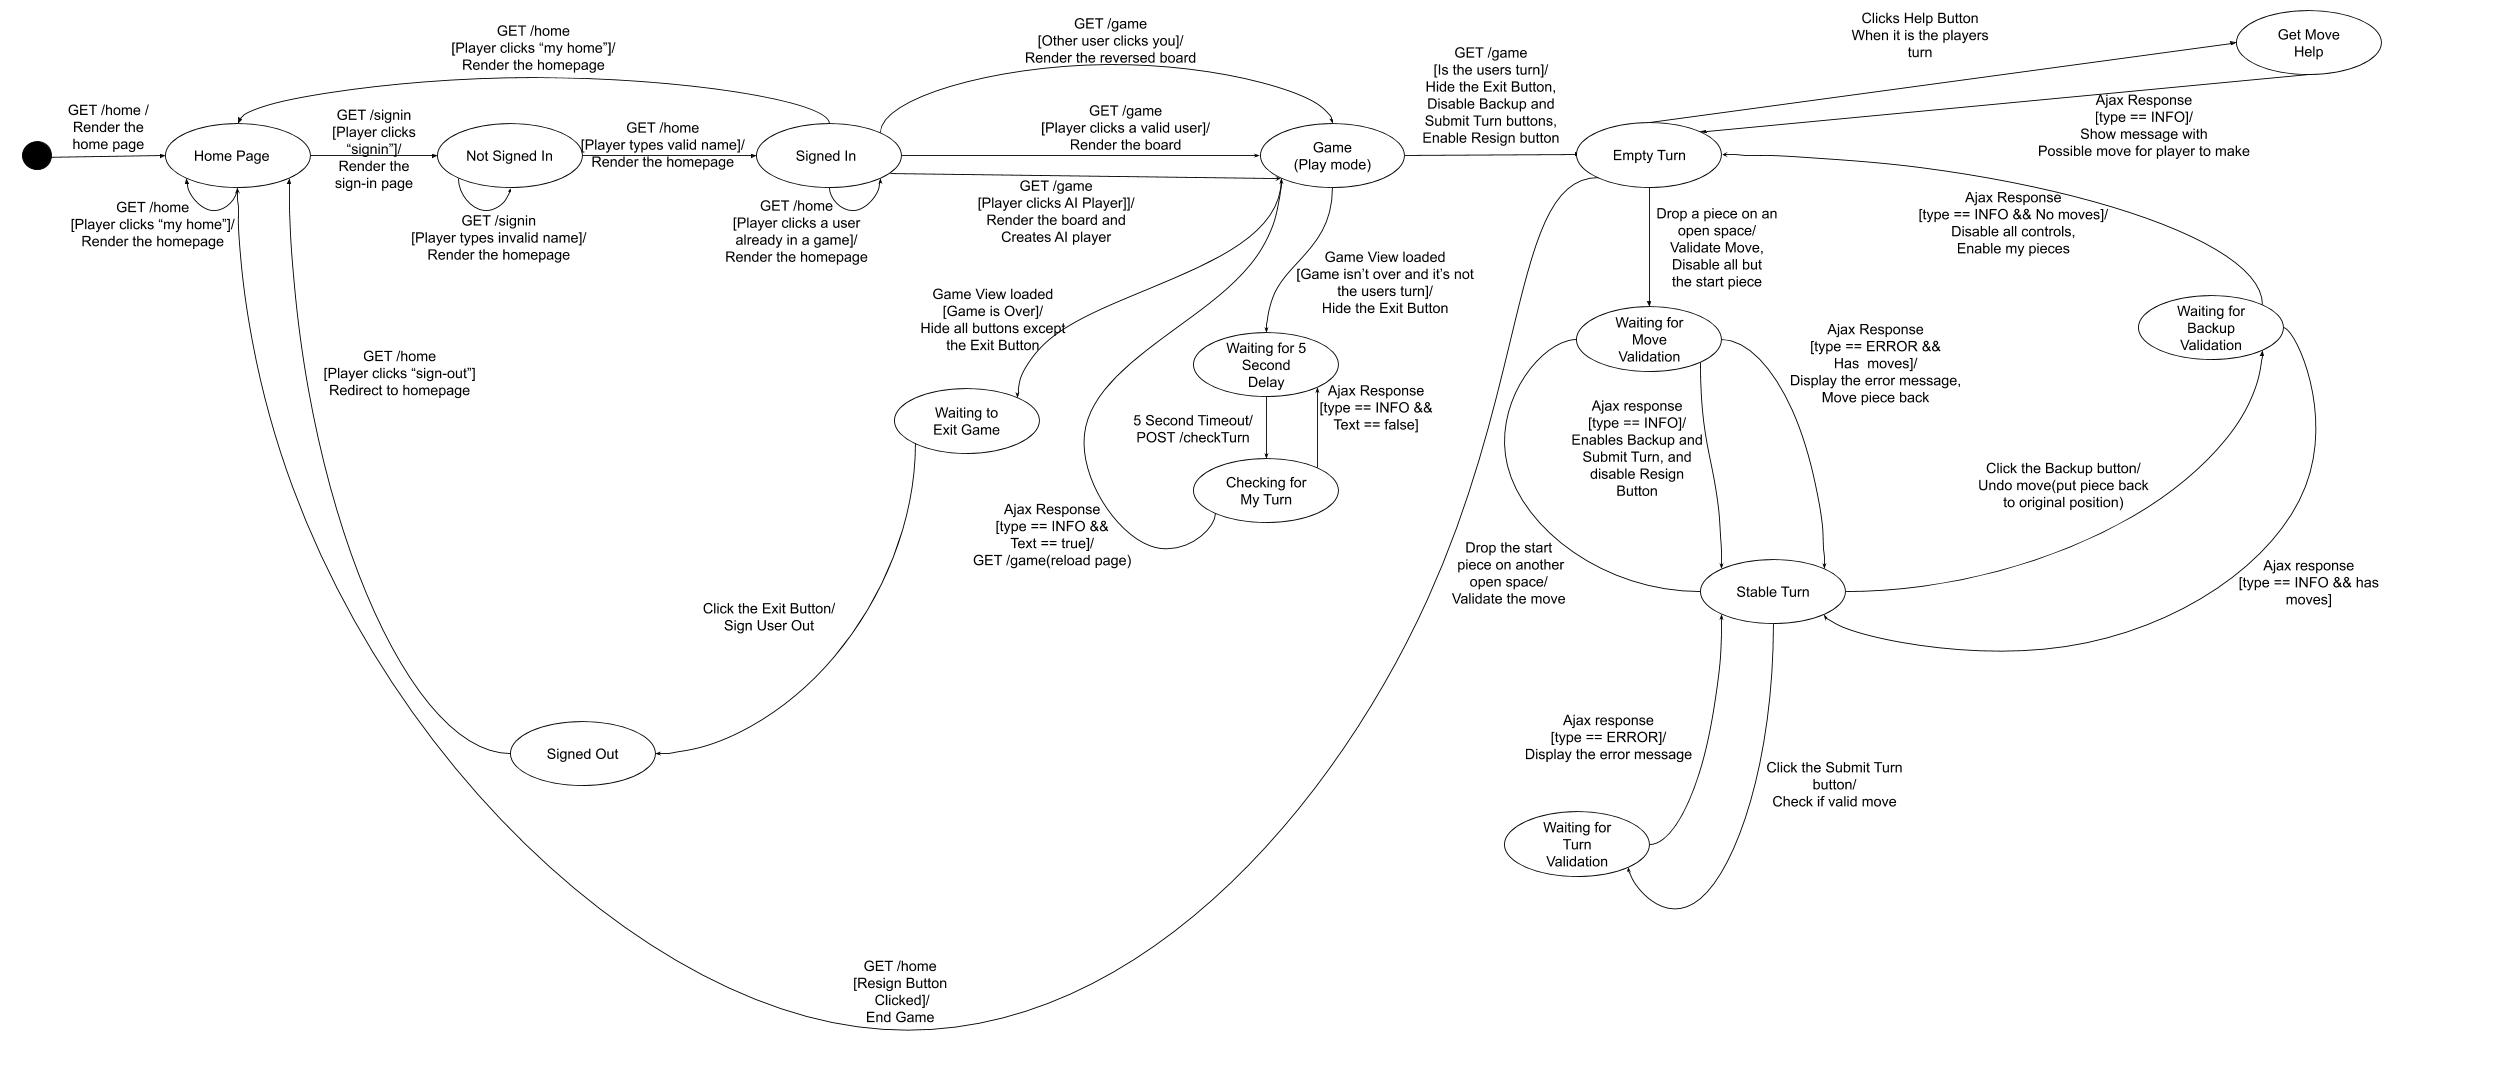 GET /home
[Player clicks “my home”]/
Render the homepage
GET /game
[Other user clicks you]/
Render the reversed board
GET /game
[Is the users turn]/
Hide the Exit Button,
Disable Backup and
Submit Turn buttons,
Enable Resign button
Clicks Help Button
When it is the players
turn
Get Move
Help
GET /home /
Render the
home page
GET /signin
[Player clicks
“signin”]/
Render the
sign-in page
GET /home
[Player types valid name]/
Render the homepage
GET /game
[Player clicks a valid user]/
Render the board
Ajax Response
[type == INFO]/
Show message with
Possible move for player to make
Home Page
Not Signed In
Signed In
Game
(Play mode)
Empty Turn
GET /home
[Player clicks “my home”]/
Render the homepage
GET /signin
[Player types invalid name]/
Render the homepage
GET /home
[Player clicks a user
already in a game]/
Render the homepage
GET /game
[Player clicks AI Player]]/
Render the board and
Creates AI player
Drop a piece on an
open space/
Validate Move,
Disable all but
the start piece
Ajax Response
[type == INFO && No moves]/
Disable all controls,
Enable my pieces
Game View loaded
[Game isn’t over and it’s not
the users turn]/
Hide the Exit Button
Game View loaded
[Game is Over]/
Hide all buttons except
the Exit Button
Waiting for 5
Second
Delay
Waiting for
Move
Validation
Ajax Response
[type == ERROR &&
Has  moves]/
Display the error message,
Move piece back
Waiting for
Backup
Validation
GET /home
[Player clicks “sign-out”]
Redirect to homepage
Waiting to
Exit Game
5 Second Timeout/
POST /checkTurn
Ajax Response
[type == INFO &&
Text == false]
Ajax response
[type == INFO]/
Enables Backup and
Submit Turn, and
disable Resign
Button
Checking for
My Turn
Click the Backup button/
Undo move(put piece back
to original position)
Ajax Response
[type == INFO &&
Text == true]/
GET /game(reload page)
Drop the start
piece on another
open space/
Validate the move
Stable Turn
Ajax response
[type == INFO && has
moves]
Click the Exit Button/
Sign User Out
Signed Out
Ajax response
[type == ERROR]/
Display the error message
Click the Submit Turn
button/
Check if valid move
Waiting for
Turn
Validation
GET /home
[Resign Button
Clicked]/
End Game